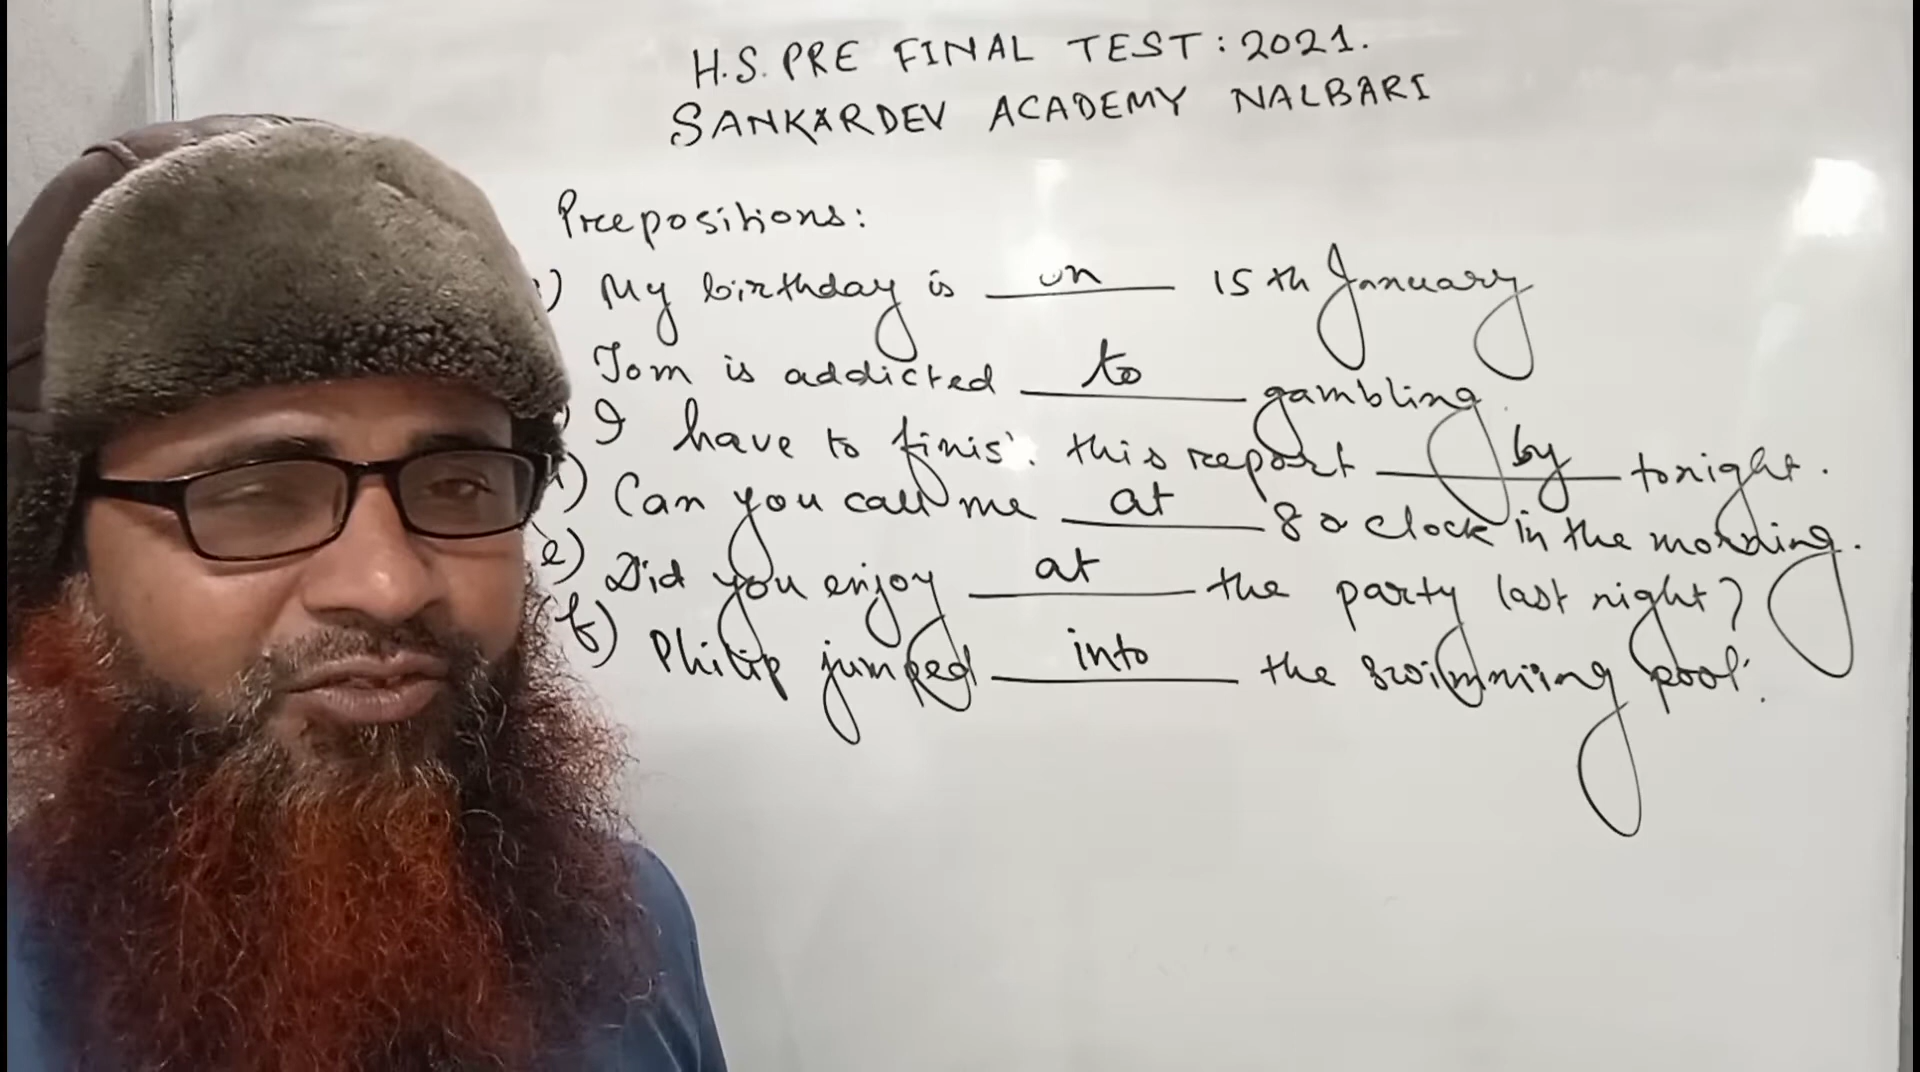 H.S. PRE FINAL TEST: 2021.
SANKARDEV ACADEMY NALBARI
Prepositions:
) My birthday is on 15th January
Tom is addicted to gambling.
) I have to finis this report by tonight.
) Can you call me at 8 o clock in the morning.
e) Did you enjoy at the party last night?
f) Philip jumped into the swimming pool.